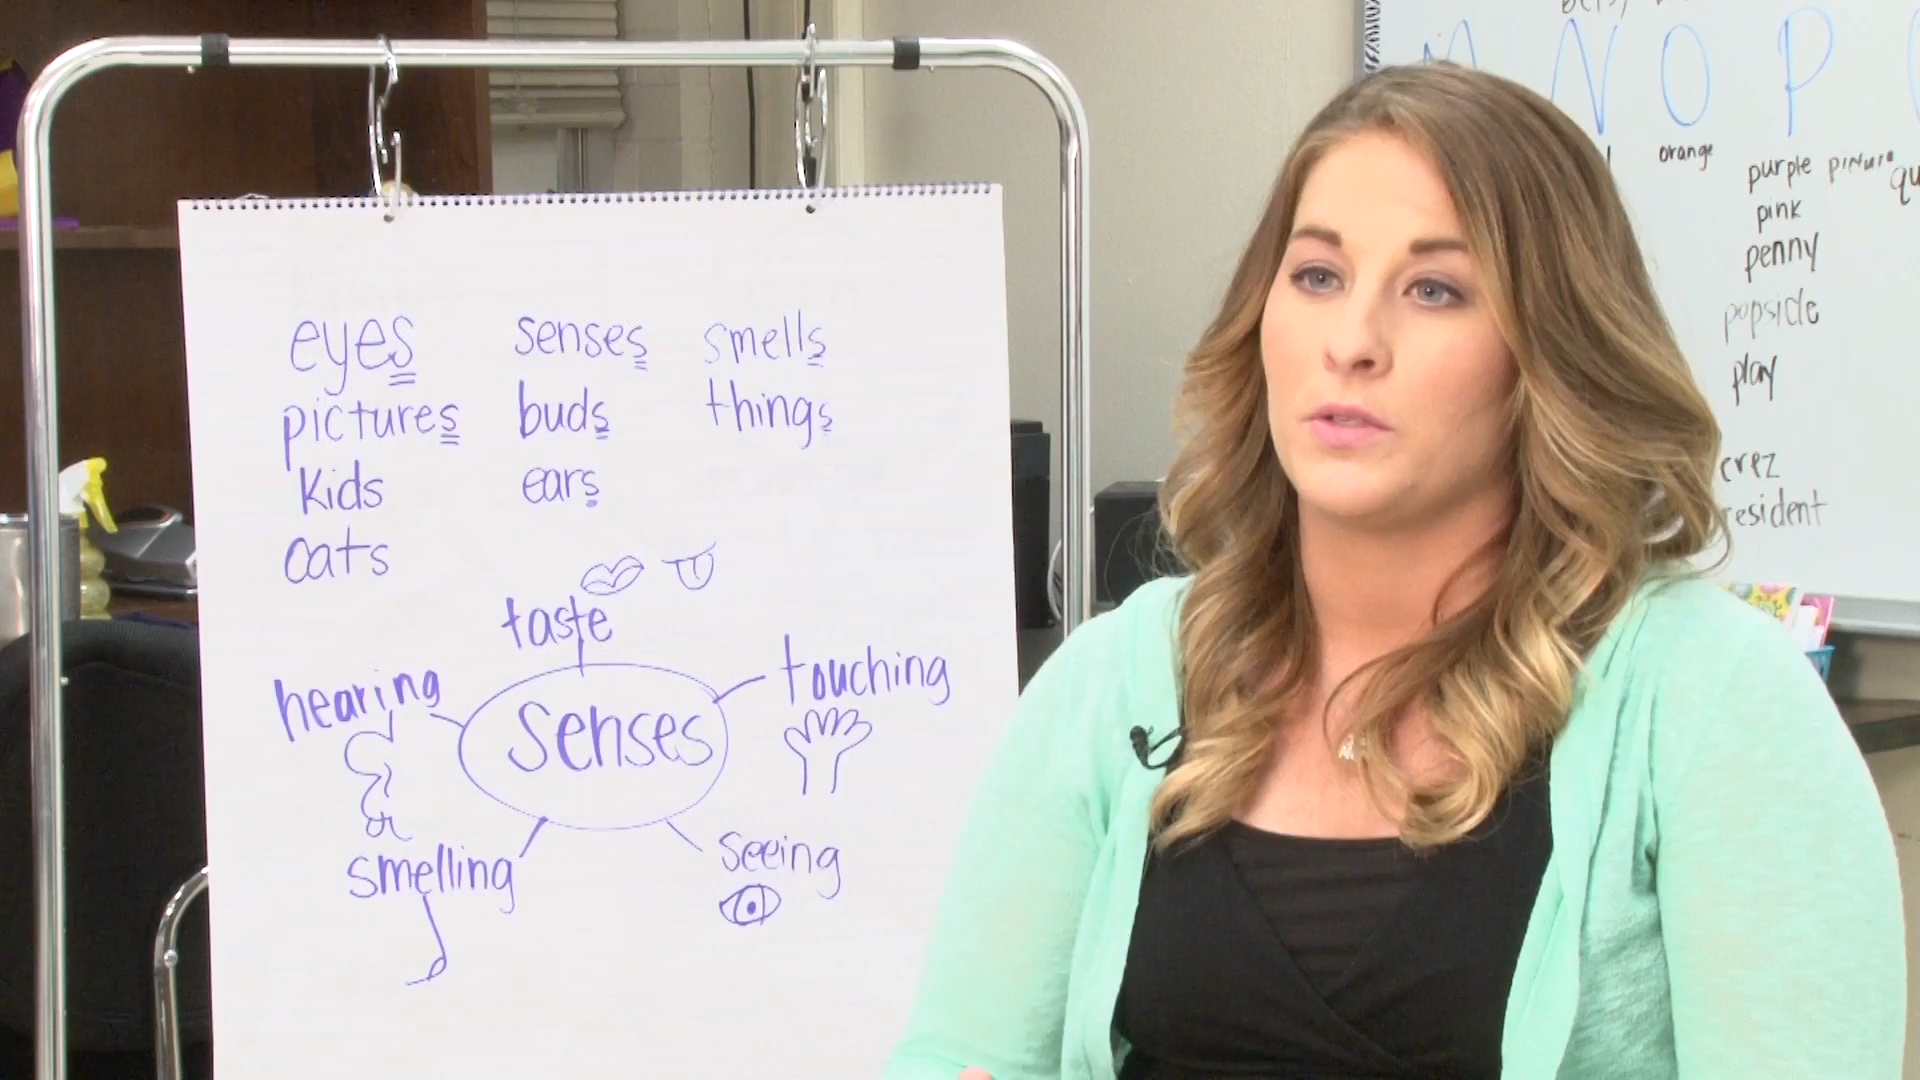 eyes senses smells
pictures buds things
kids ears
cats
taste
hearing touching
senses
smelling seeing
N O P
orange
purple picture
pink
penny
popsicle
play